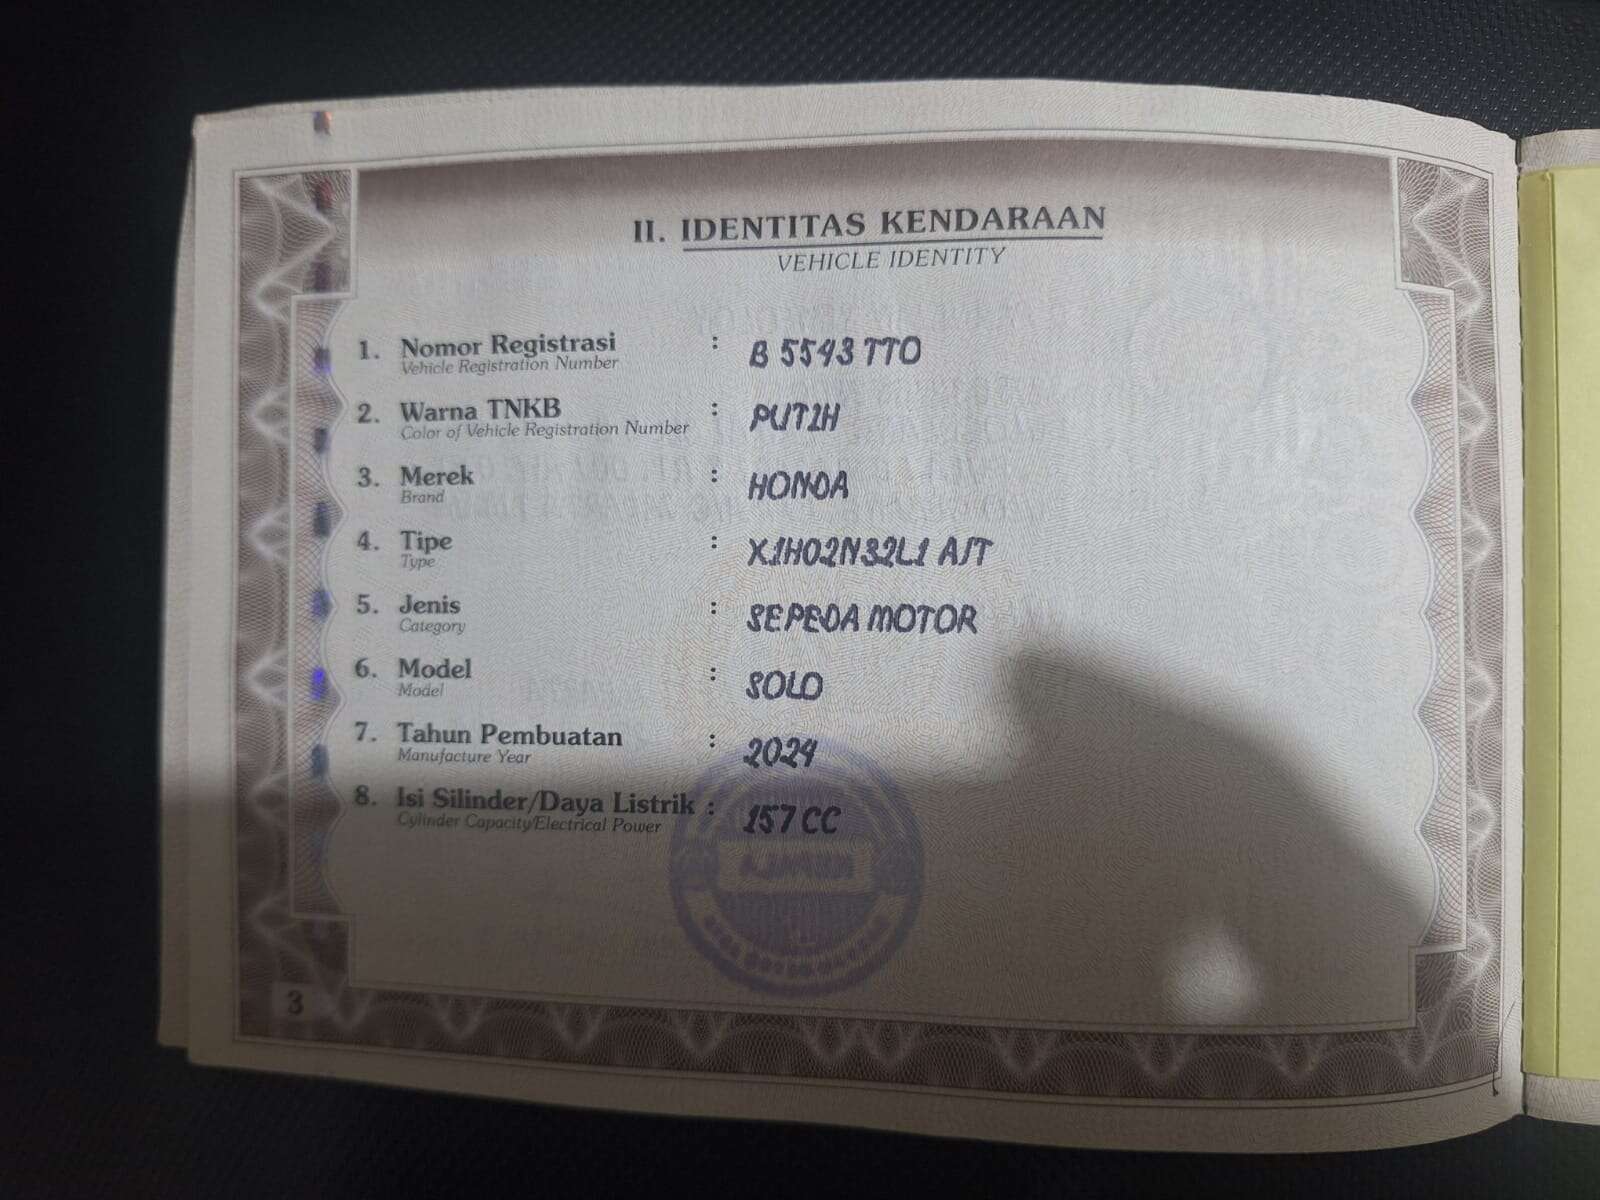 II. IDENTITAS KENDARAAN
VEHICLE IDENTITY
1. Nomor Registrasi : B 5543 TTO
Vehicle Registration Number
2. Warna TNKB : PUTIH
Color of Vehicle Registration Number
3. Merek : HONDA
Brand
4. Tipe : X1H02N32L1 A/T
Type
5. Jenis : SEPEDA MOTOR
Category
6. Model : SOLO
Model
7. Tahun Pembuatan : 2024
Manufacture Year
8. Isi Silinder/Daya Listrik : 157 CC
Cylinder Capacity/Electrical Power
3